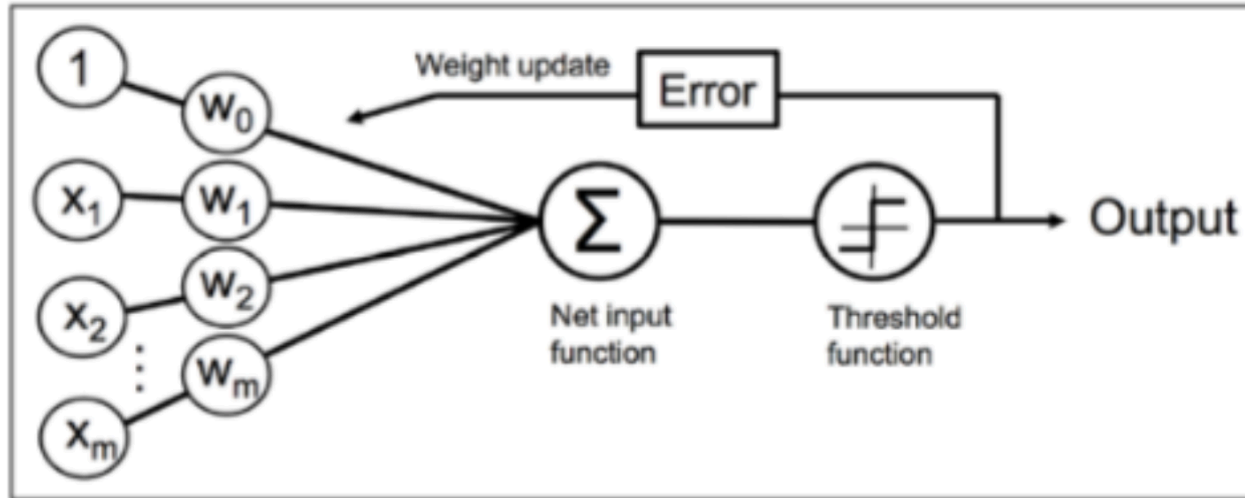 1
w₀
Weight update
Error
x₁
w₁
Σ
Output
x₂
w₂
Net input
function
Threshold
function
⋮
wₘ
xₘ